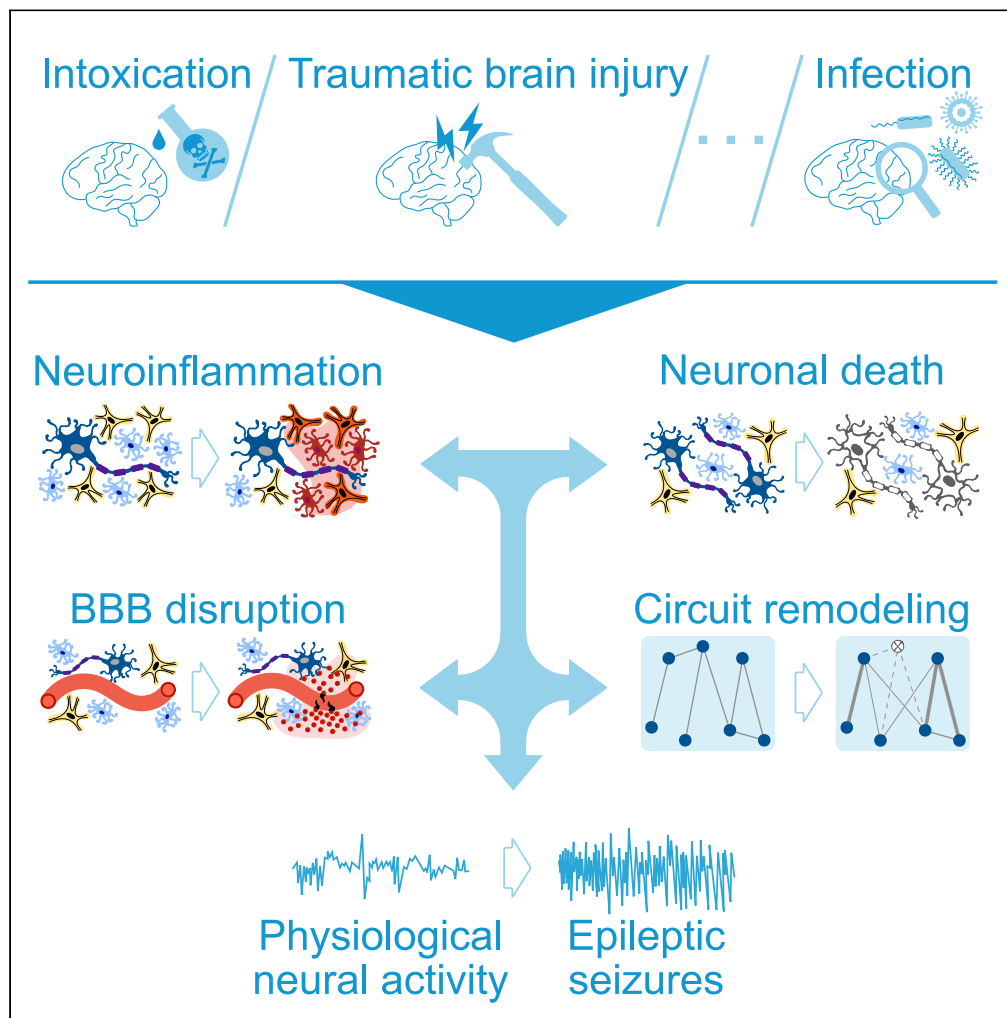 Intoxication
Traumatic brain injury
. . .
Infection
Neuroinflammation
Neuronal death
BBB disruption
Circuit remodeling
Physiological
neural activity
Epileptic
seizures